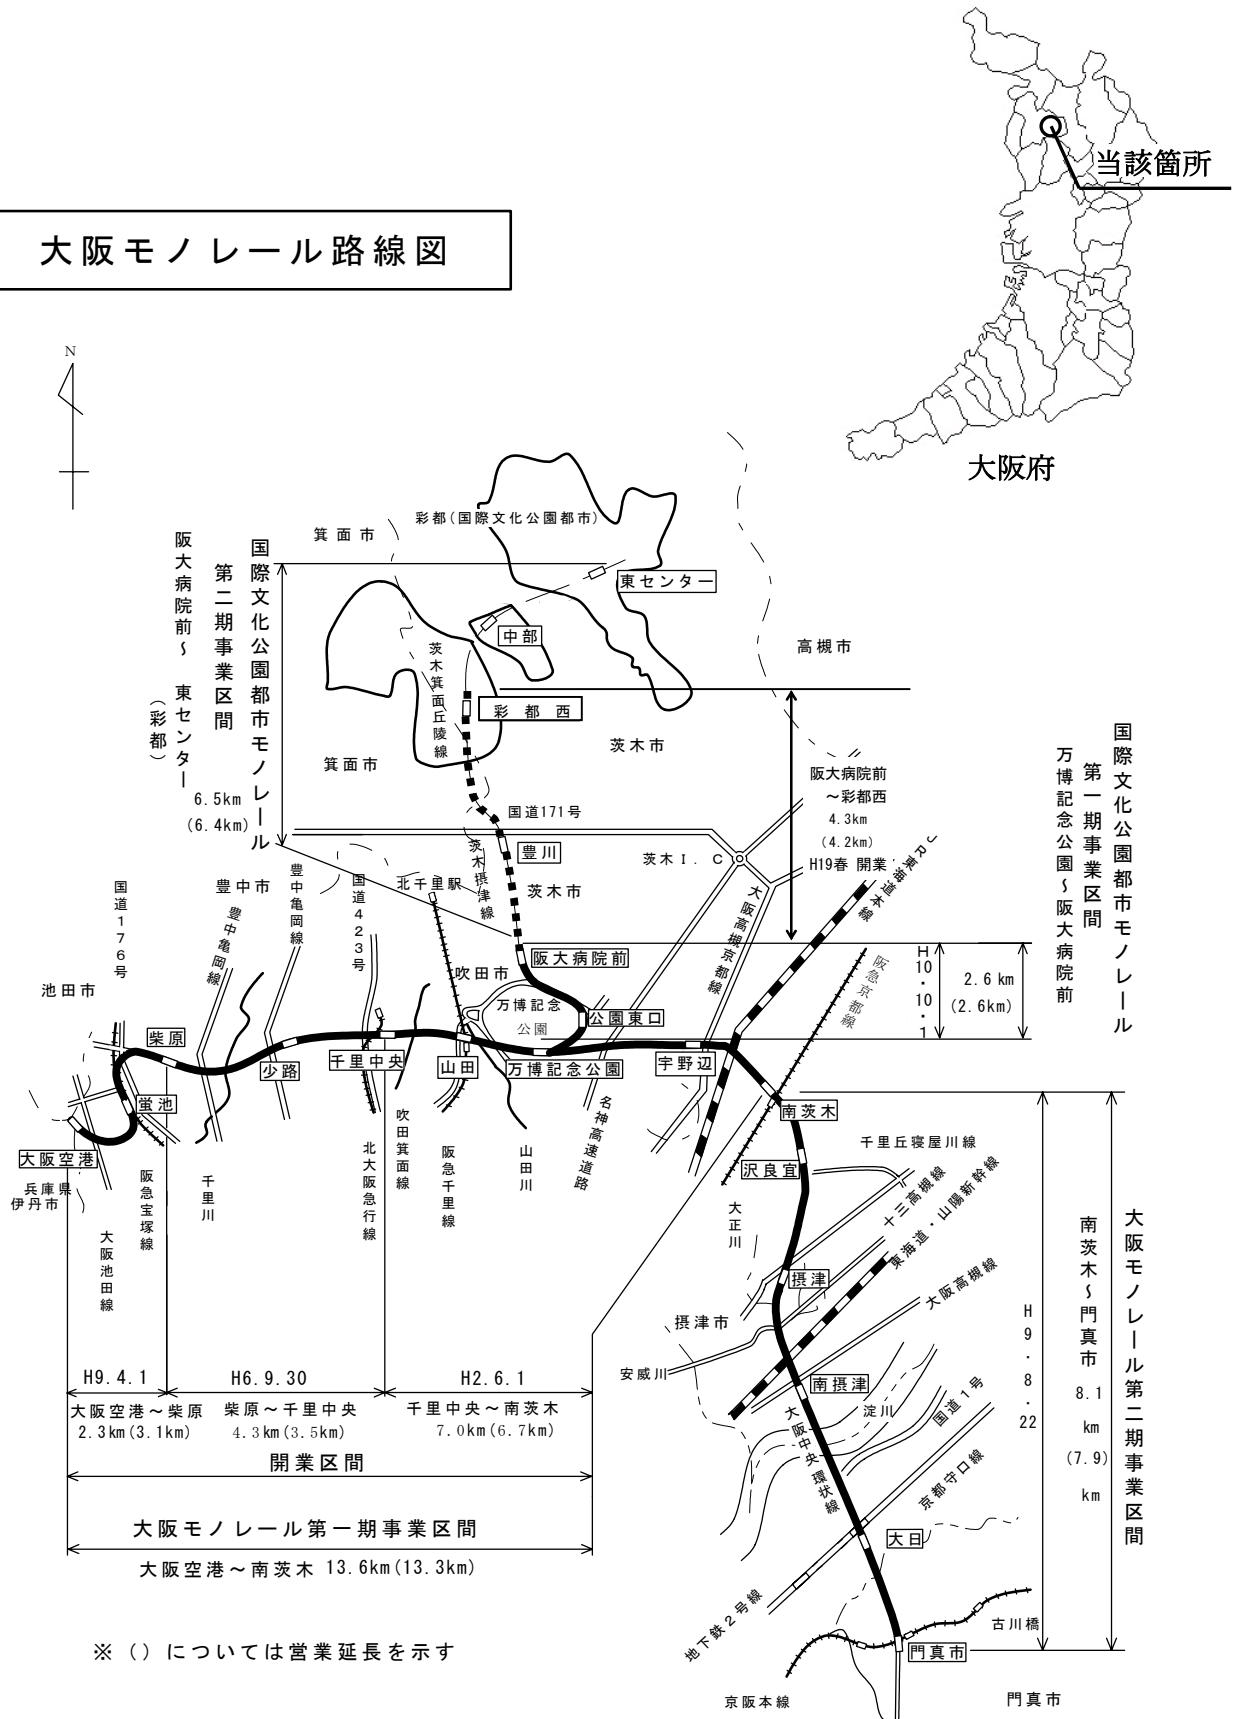 当該箇所
大阪モノレール路線図
N
大阪府
彩都(国際文化公園都市)
箕面市
東センター
中部
高槻市
国際文化公園都市モノレール
第二期事業区間
阪大病院前~ 東センター
(彩都)
6.5km
(6.4km)
茨木箕面丘陵線
彩都西
茨木市
箕面市
国道171号
豊川
茨木摂津線
茨木市
茨木I.C
阪大病院前
~彩都西
4.3km
(4.2km)
H19春 開業
JR東海道本線
国際文化公園都市モノレール
第一期事業区間
万博記念公園~阪大病院前
H10・10・1
2.6km
(2.6km)
国道176号
豊中市
豊中亀岡線
豊中亀岡線
国道423号
北千里駅
大阪高槻京都線
阪急京都線
池田市
吹田市
阪大病院前
万博記念
公園
公園東口
柴原
少路
千里中央
山田
万博記念公園
宇野辺
蛍池
南茨木
大阪空港
兵庫県
伊丹市
大阪池田線
阪急宝塚線
千里川
北大阪急行線
吹田箕面線
阪急千里線
山田川
名神高速道路
沢良宜
千里丘寝屋川線
十三高槻線
東海道・山陽新幹線
大正川
摂津
大阪高槻線
摂津市
安威川
南摂津
淀川
国道1号
大阪中央環状線
京都守口線
大日
地下鉄2号線
古川橋
門真市
京阪本線
門真市
H9・8・22
南茨木~門真市
8.1
km
(7.9)
km
大阪モノレール第二期事業区間
H9.4.1
H6.9.30
H2.6.1
大阪空港~柴原
柴原~千里中央
千里中央~南茨木
2.3km(3.1km)
4.3km(3.5km)
7.0km(6.7km)
開業区間
大阪モノレール第一期事業区間
大阪空港~南茨木 13.6km(13.3km)
※()については営業延長を示す